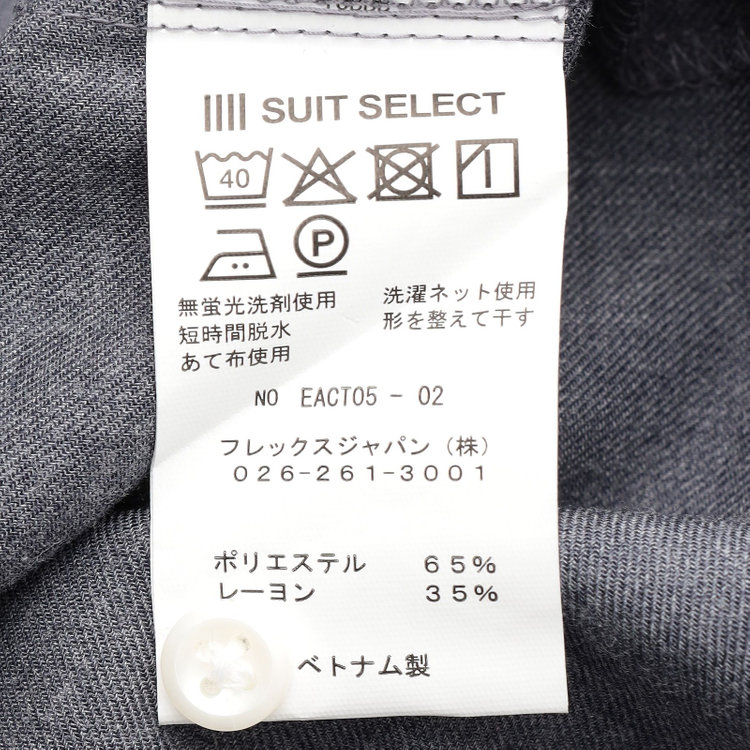 SUIT SELECT
40
P
無蛍光洗剤使用
洗濯ネット使用
短時間脱水
形を整えて干す
あて布使用
NO EACT05 - 02
フレックスジャパン（株）
026-261-3001
ポリエステル 65%
レーヨン 35%
ベトナム製